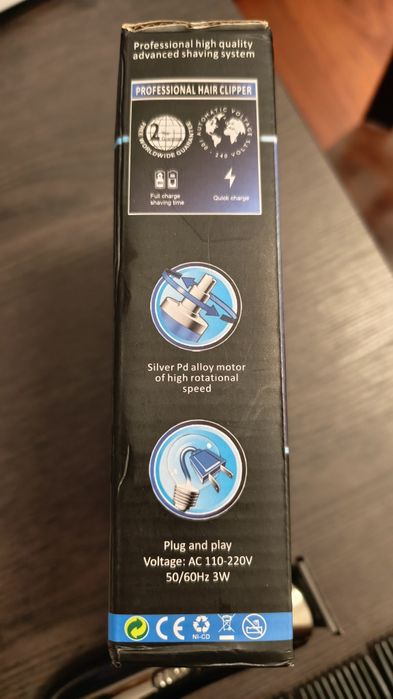 Professional high quality
advanced shaving system
PROFESSIONAL HAIR CLIPPER
2
FREE WORLDWIDE GUARANTEE
AUTOMATIC VOLTAGE
100 - 240 VOLTS
Full charge
shaving time
Quick charge
Silver Pd alloy motor
of high rotational
speed
Plug and play
Voltage: AC 110-220V
50/60Hz 3W
CE
NI-CD